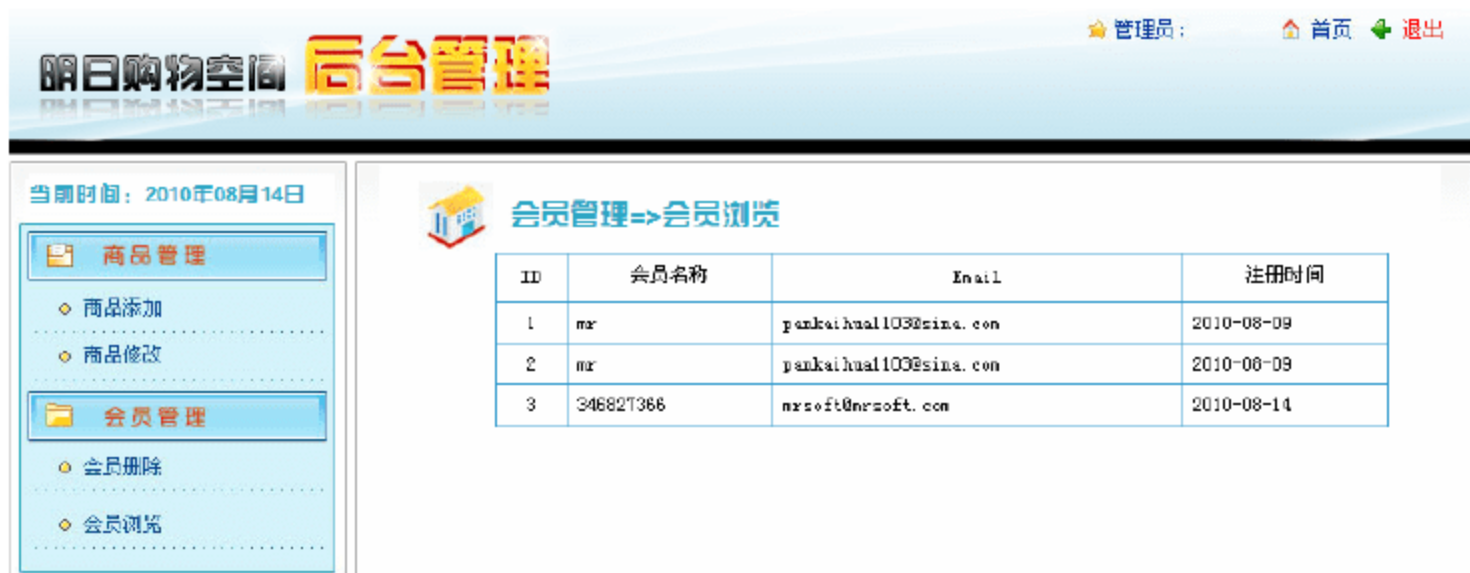 明日购物空间 后台管理
管理员： 首页 退出
当前时间：2010年08月14日
商品管理
商品添加
商品修改
会员管理
会员删除
会员浏览
会员管理=>会员浏览
ID 会员名称 Email 注册时间
1 mr pankaihua1103@sina.com 2010-08-09
2 mr pankaihua1103@sina.com 2010-08-09
3 346827366 mrsoft@mrsoft.com 2010-08-14